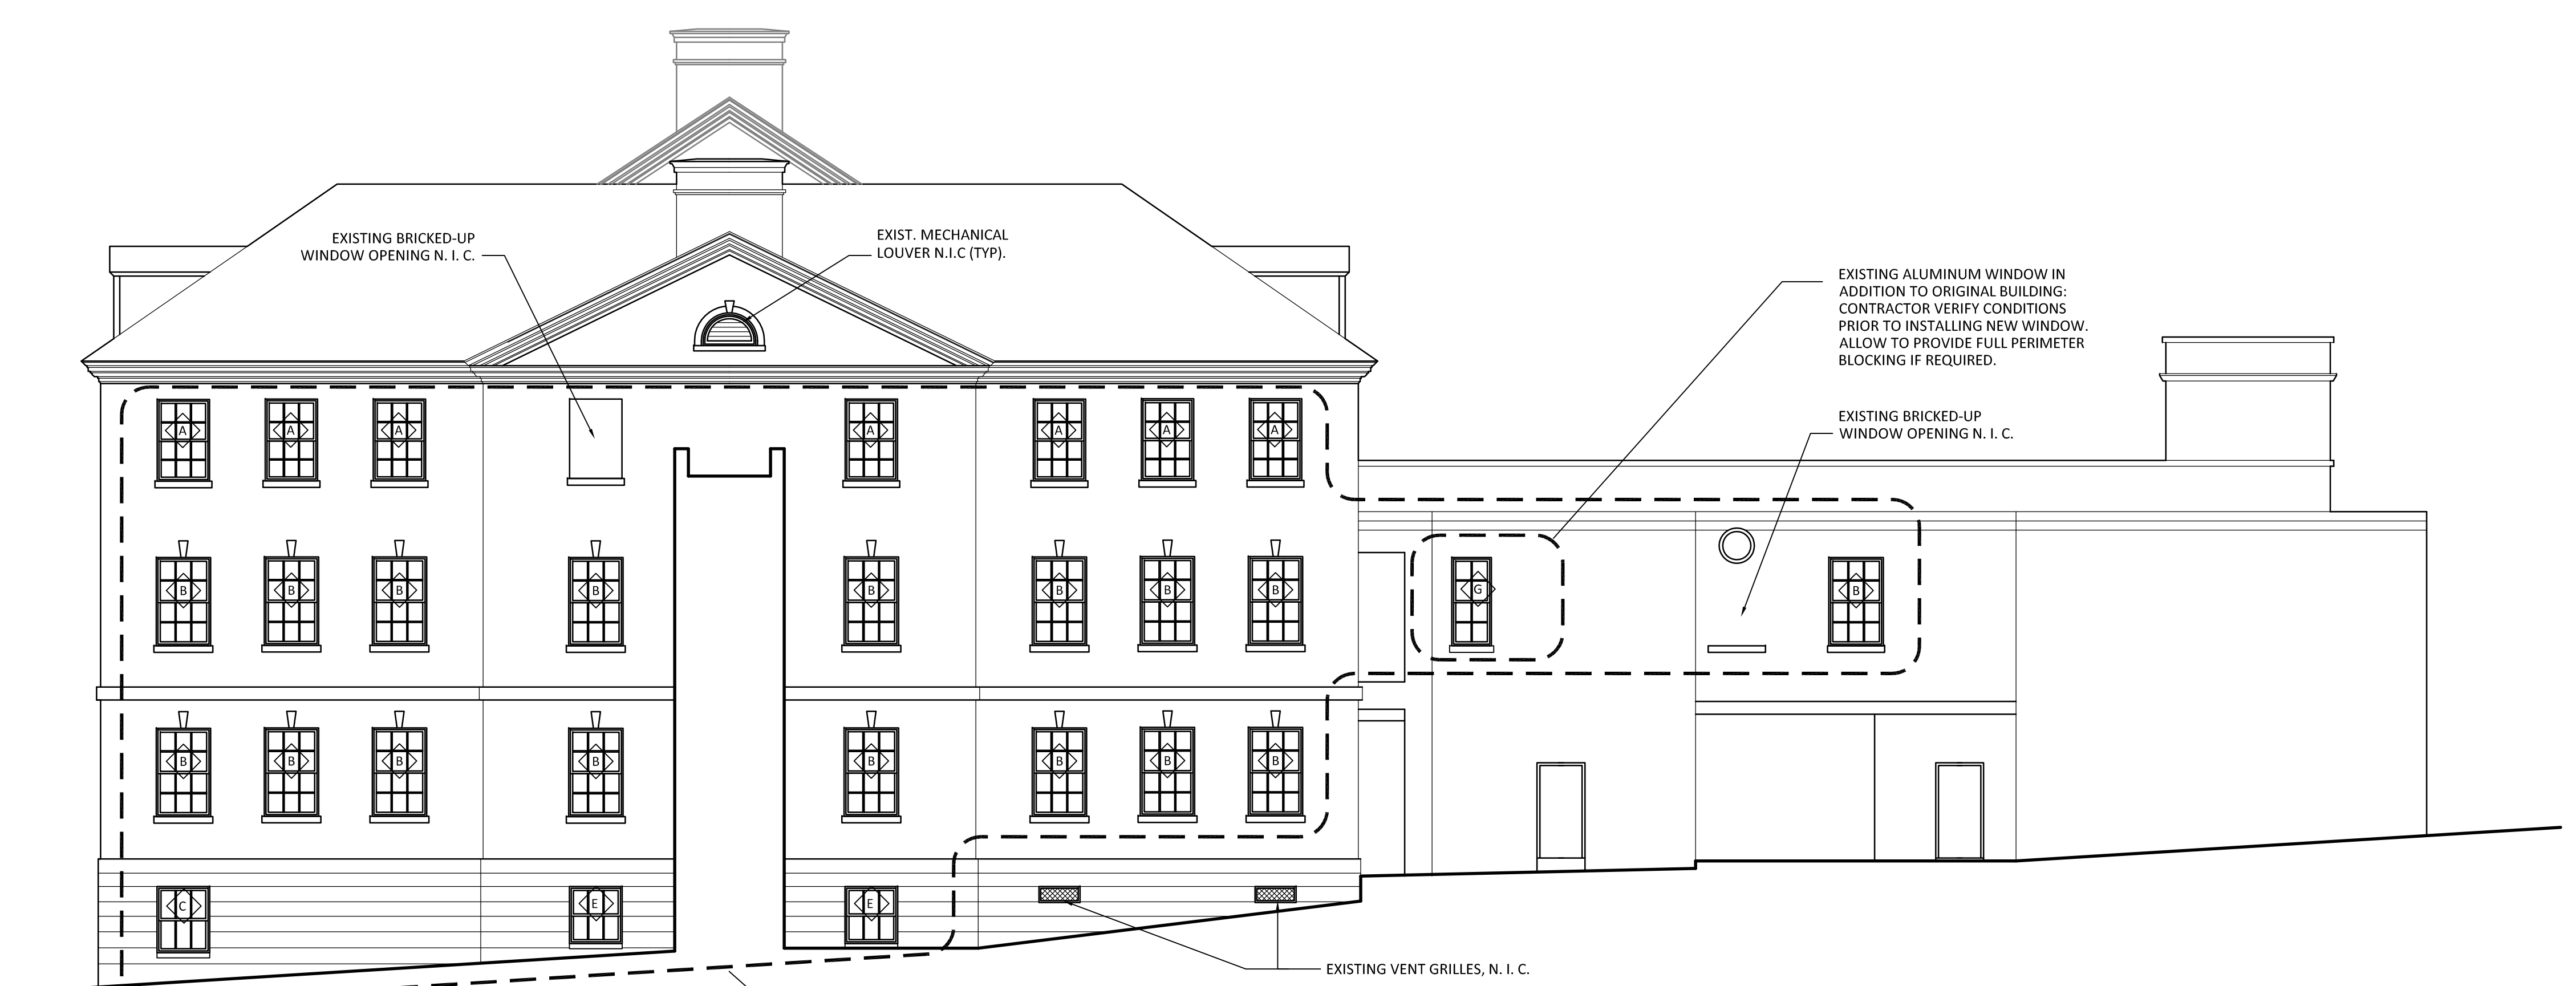 EXISTING BRICKED-UP
WINDOW OPENING N. I. C.
EXIST. MECHANICAL
LOUVER N.I.C (TYP).
EXISTING ALUMINUM WINDOW IN
ADDITION TO ORIGINAL BUILDING:
CONTRACTOR VERIFY CONDITIONS
PRIOR TO INSTALLING NEW WINDOW.
ALLOW TO PROVIDE FULL PERIMETER
BLOCKING IF REQUIRED.
EXISTING BRICKED-UP
WINDOW OPENING N. I. C.
A A A A A A A
B B B B B B B B G B
B B B B B B B B
C E E
EXISTING VENT GRILLES, N. I. C.